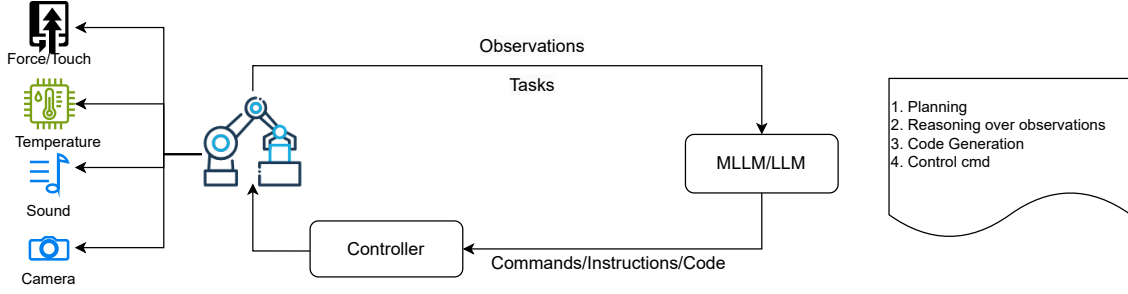 Force/Touch
Temperature
Sound
Camera
Observations
Tasks
MLLM/LLM
Controller
Commands/Instructions/Code
1. Planning
2. Reasoning over observations
3. Code Generation
4. Control cmd